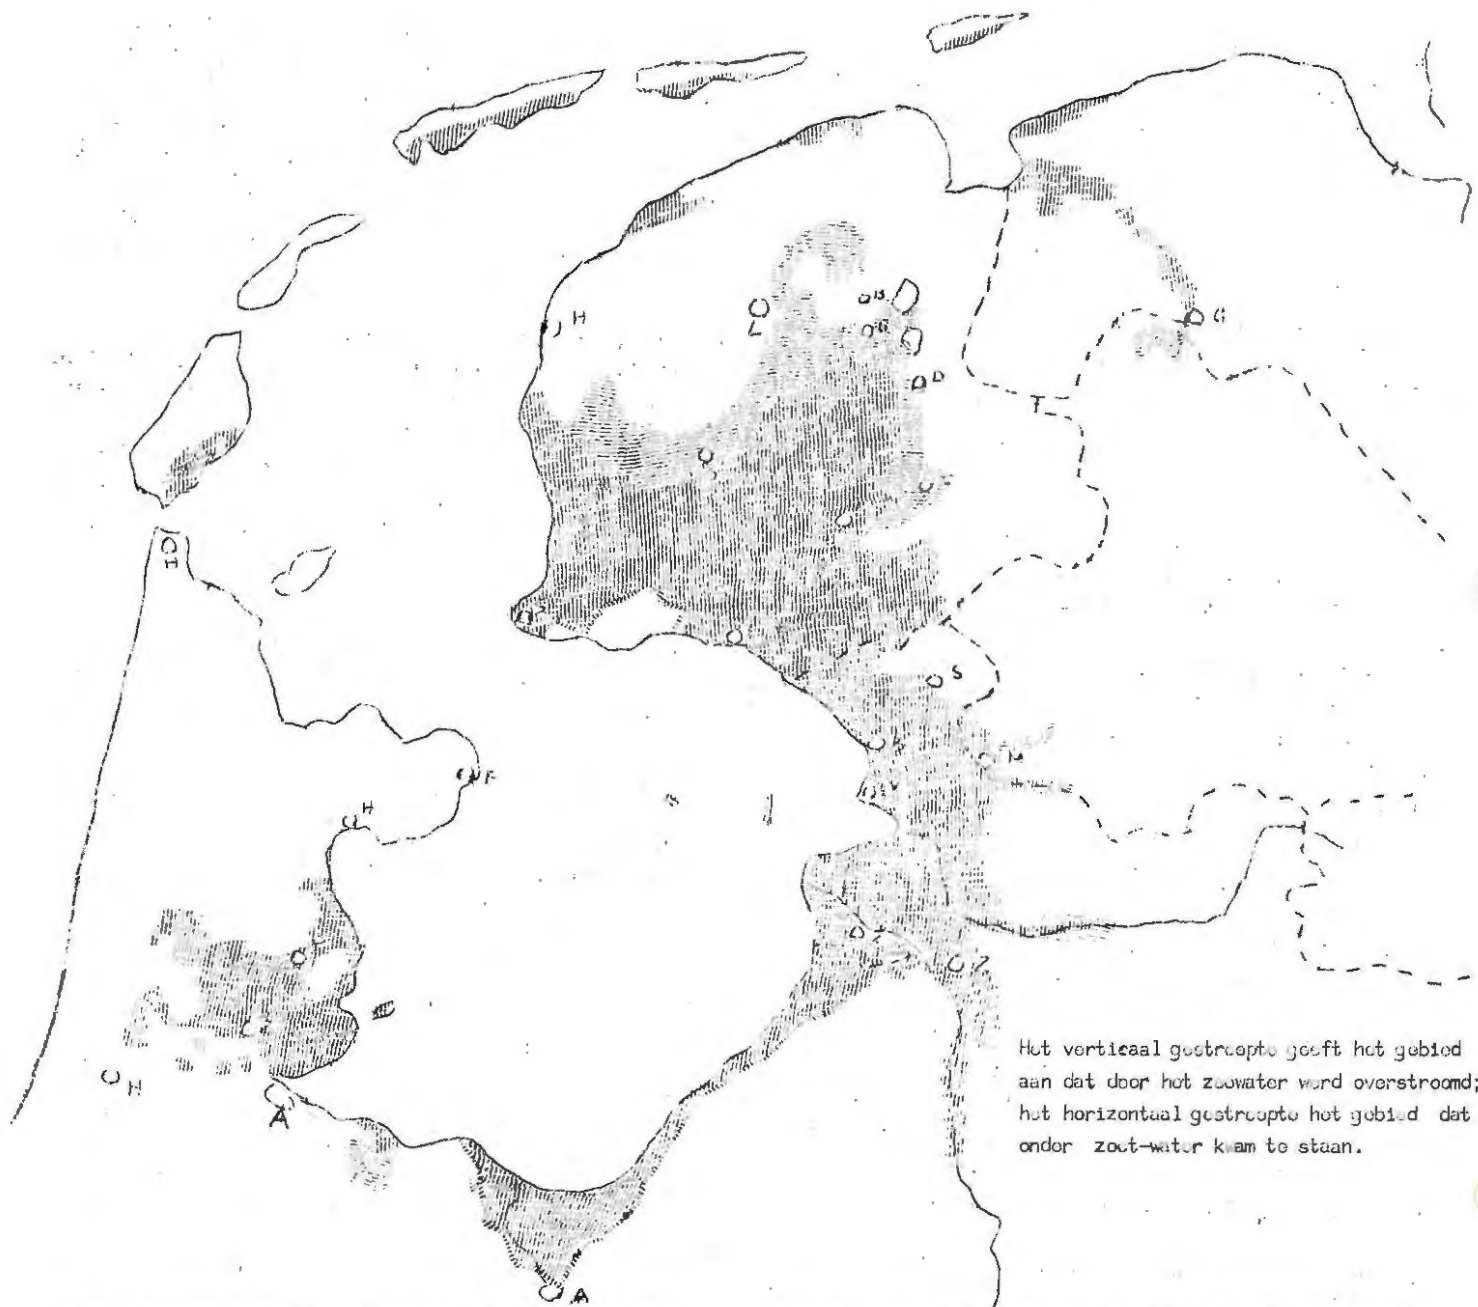 H
L
B
B
D
G
F
H
S
M
F
H
H
A
A
Het verticaal gestreepte geeft het gebied
aan dat door het zeewater werd overstroomd;
het horizontaal gestreepte het gebied dat
onder zoet-water kwam te staan.